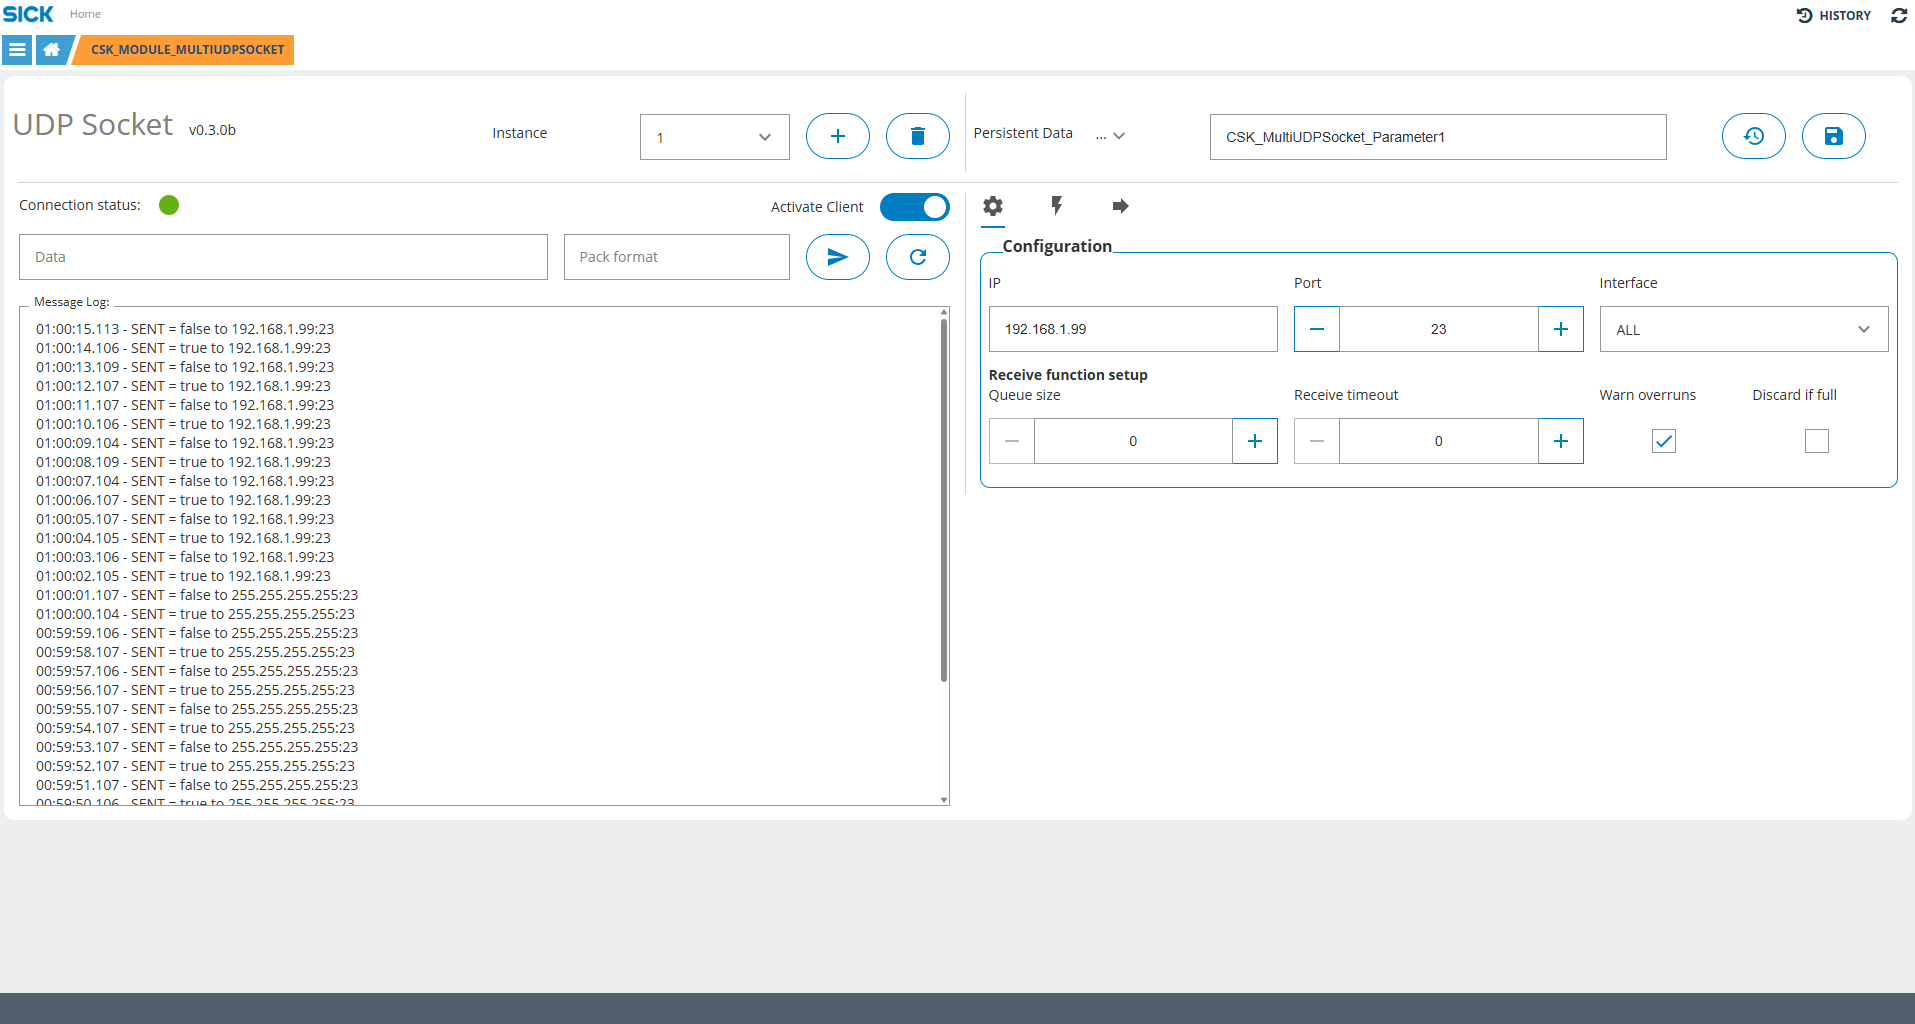 SICK Home
HISTORY
CSK_MODULE_MULTIUDPSOCKET
UDP Socket v0.3.0b
Instance
1
Persistent Data
...
CSK_MultiUDPSocket_Parameter1
Connection status:
Activate Client
Data
Pack format
Message Log:
01:00:15.113 - SENT = false to 192.168.1.99:23
01:00:14.106 - SENT = true to 192.168.1.99:23
01:00:13.109 - SENT = false to 192.168.1.99:23
01:00:12.107 - SENT = true to 192.168.1.99:23
01:00:11.107 - SENT = false to 192.168.1.99:23
01:00:10.106 - SENT = true to 192.168.1.99:23
01:00:09.104 - SENT = false to 192.168.1.99:23
01:00:08.109 - SENT = true to 192.168.1.99:23
01:00:07.104 - SENT = false to 192.168.1.99:23
01:00:06.107 - SENT = true to 192.168.1.99:23
01:00:05.107 - SENT = false to 192.168.1.99:23
01:00:04.105 - SENT = true to 192.168.1.99:23
01:00:03.106 - SENT = false to 192.168.1.99:23
01:00:02.105 - SENT = true to 192.168.1.99:23
01:00:01.107 - SENT = false to 255.255.255.255:23
01:00:00.104 - SENT = true to 255.255.255.255:23
00:59:59.106 - SENT = false to 255.255.255.255:23
00:59:58.107 - SENT = true to 255.255.255.255:23
00:59:57.106 - SENT = false to 255.255.255.255:23
00:59:56.107 - SENT = true to 255.255.255.255:23
00:59:55.107 - SENT = false to 255.255.255.255:23
00:59:54.107 - SENT = true to 255.255.255.255:23
00:59:53.107 - SENT = false to 255.255.255.255:23
00:59:52.107 - SENT = true to 255.255.255.255:23
00:59:51.107 - SENT = false to 255.255.255.255:23
00:59:50.106 - SENT = true to 255.255.255.255:23
Configuration
IP
Port
Interface
192.168.1.99
23
ALL
Receive function setup
Queue size
Receive timeout
Warn overruns
Discard if full
0
0